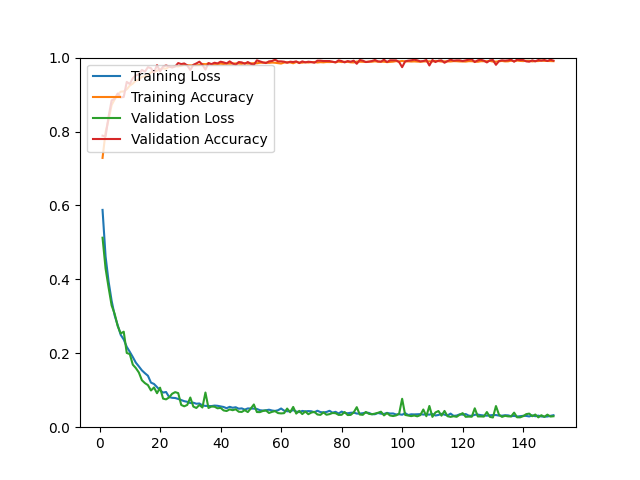 1.0
0.8
0.6
0.4
0.2
0.0
Training Loss
Training Accuracy
Validation Loss
Validation Accuracy
0 20 40 60 80 100 120 140